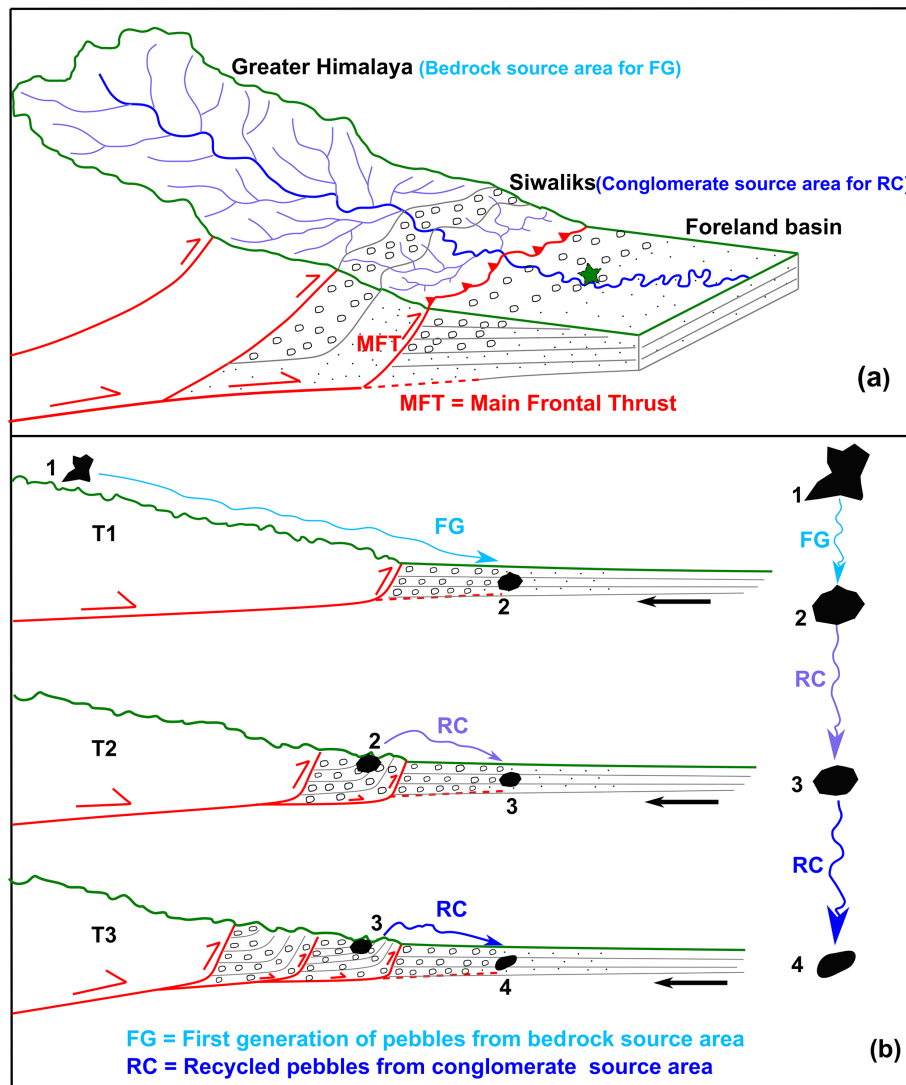 Greater Himalaya (Bedrock source area for FG)
Siwaliks(Conglomerate source area for RC)
Foreland basin
MFT
(a)
MFT = Main Frontal Thrust
1
T1
FG
2
1
FG
2
RC
T2
2
RC
3
3
RC
T3
3
RC
4
4
FG = First generation of pebbles from bedrock source area
RC = Recycled pebbles from conglomerate source area
(b)